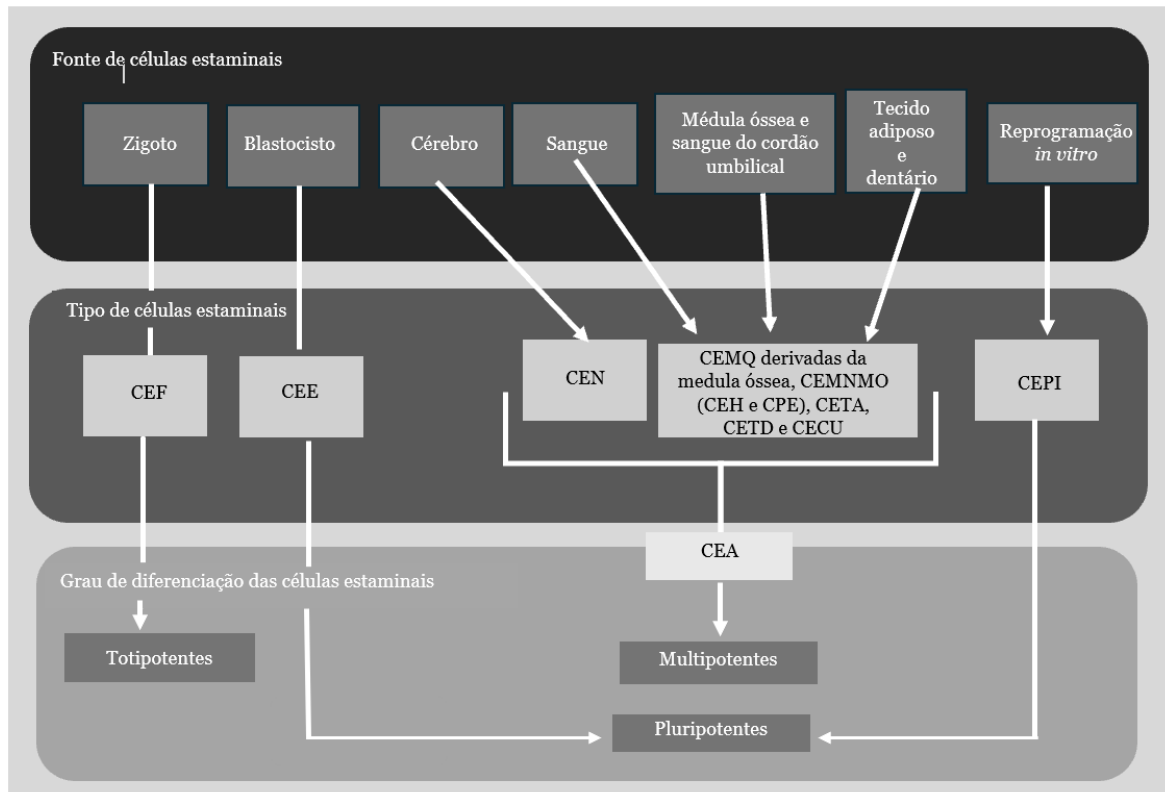 Fonte de células estaminais
Zigoto
Blastocisto
Cérebro
Sangue
Médula óssea e
sangue do cordão
umbilical
Tecido
adiposo
e
dentário
Reprogramação
in vitro
Tipo de células estaminais
CEF
CEE
CEN
CEMQ derivadas da
medula óssea, CEMNMO
(CEH e CPE), CETA,
CETD e CECU
CEPI
CEA
Grau de diferenciação das células estaminais
Totipotentes
Multipotentes
Pluripotentes